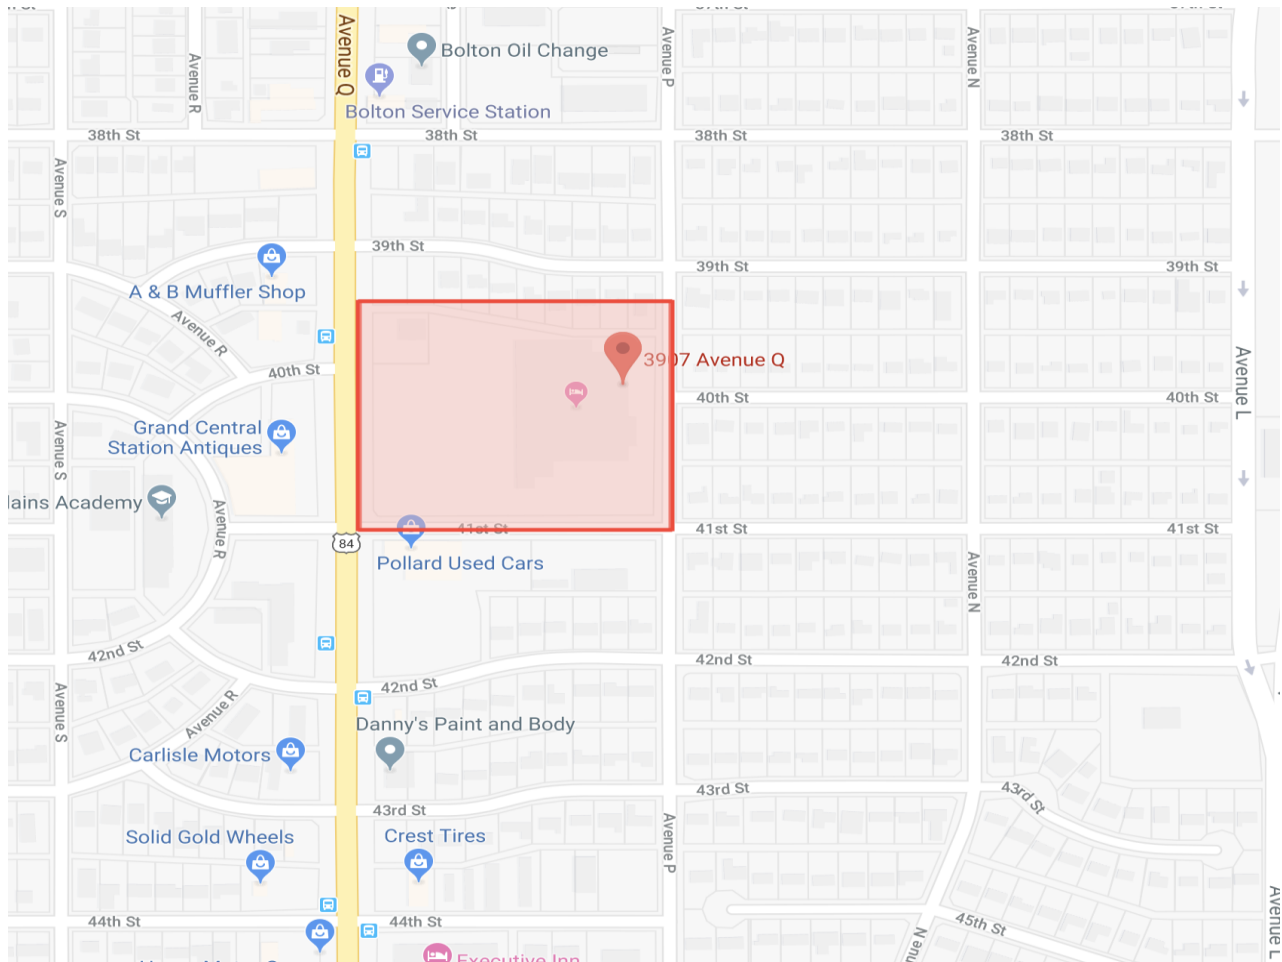 37th St
Avenue Q
Bolton Oil Change
Avenue P
Avenue N
Avenue R
Bolton Service Station
38th St
38th St
38th St
38th St
Avenue S
39th St
39th St
39th St
A & B Muffler Shop
Avenue R
3907 Avenue Q
Avenue L
40th St
40th St
40th St
Grand Central
Station Antiques
Avenue S
lains Academy
Avenue R
41st St
41st St
41st St
84
Pollard Used Cars
Avenue N
42nd St
42nd St
42nd St
42nd St
Avenue S
Avenue R
Danny's Paint and Body
Carlisle Motors
43rd St
43rd St
43rd St
Solid Gold Wheels
Crest Tires
Avenue P
44th St
44th St
45th St
Avenue L
Executive Inn